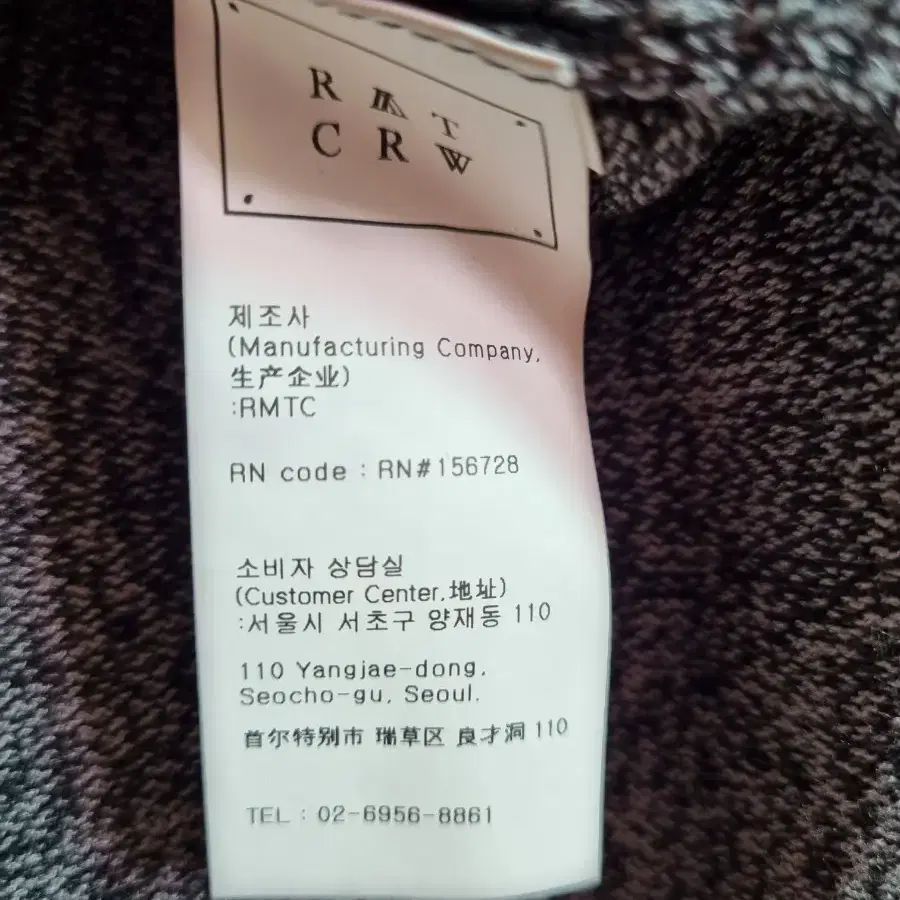 R M T
C R W
제조사
(Manufacturing Company,
生产企业)
:RMTC
RN code : RN#156728
소비자 상담실
(Customer Center,地址)
:서울시 서초구 양재동 110
110 Yangjae-dong,
Seocho-gu, Seoul.
首尔特别市 瑞草区 良才洞 110
TEL : 02-6956-8861